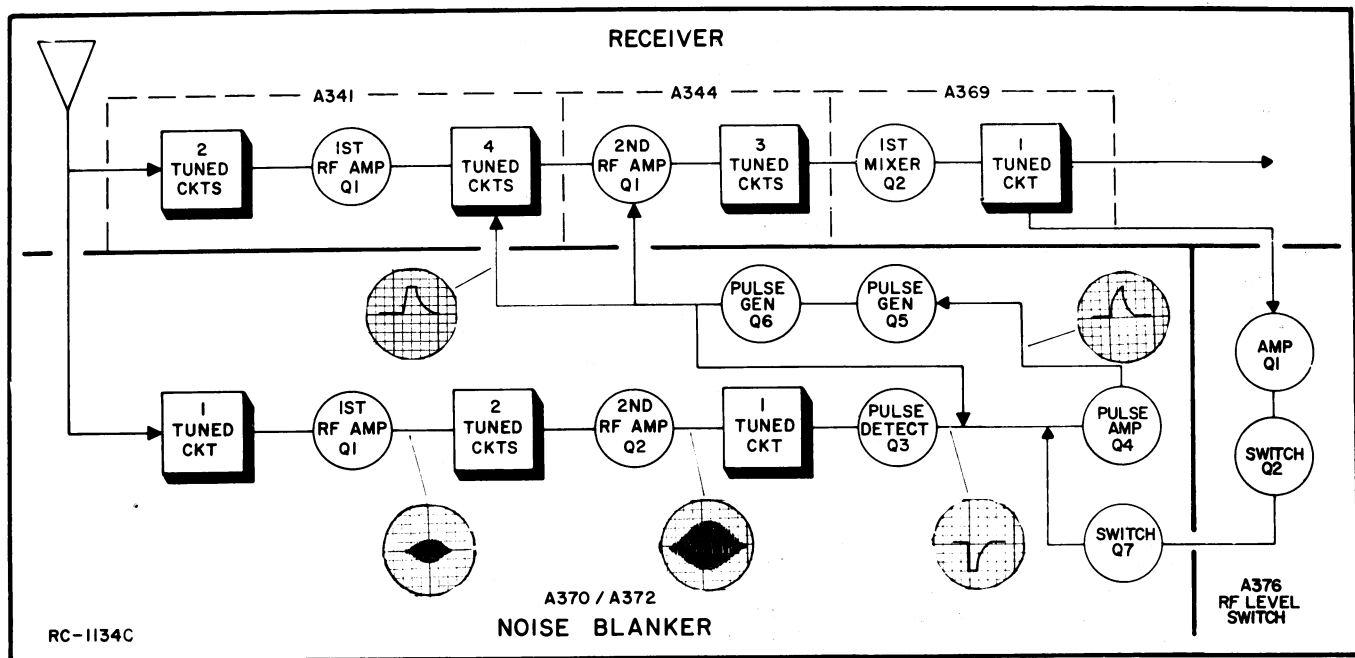 RECEIVER
A341
A344
A369
2
TUNED
CKTS
1ST
RF AMP
Q1
4
TUNED
CKTS
2ND
RF AMP
Q1
3
TUNED
CKTS
1ST
MIXER
Q2
1
TUNED
CKT
PULSE
GEN
Q6
PULSE
GEN
Q5
AMP
Q1
1
TUNED
CKT
1ST
RF AMP
Q1
2
TUNED
CKTS
2ND
RF AMP
Q2
1
TUNED
CKT
PULSE
DETECT
Q3
PULSE
AMP
Q4
SWITCH
Q2
SWITCH
Q7
A370 / A372
NOISE BLANKER
A376
RF LEVEL
SWITCH
RC-1134C